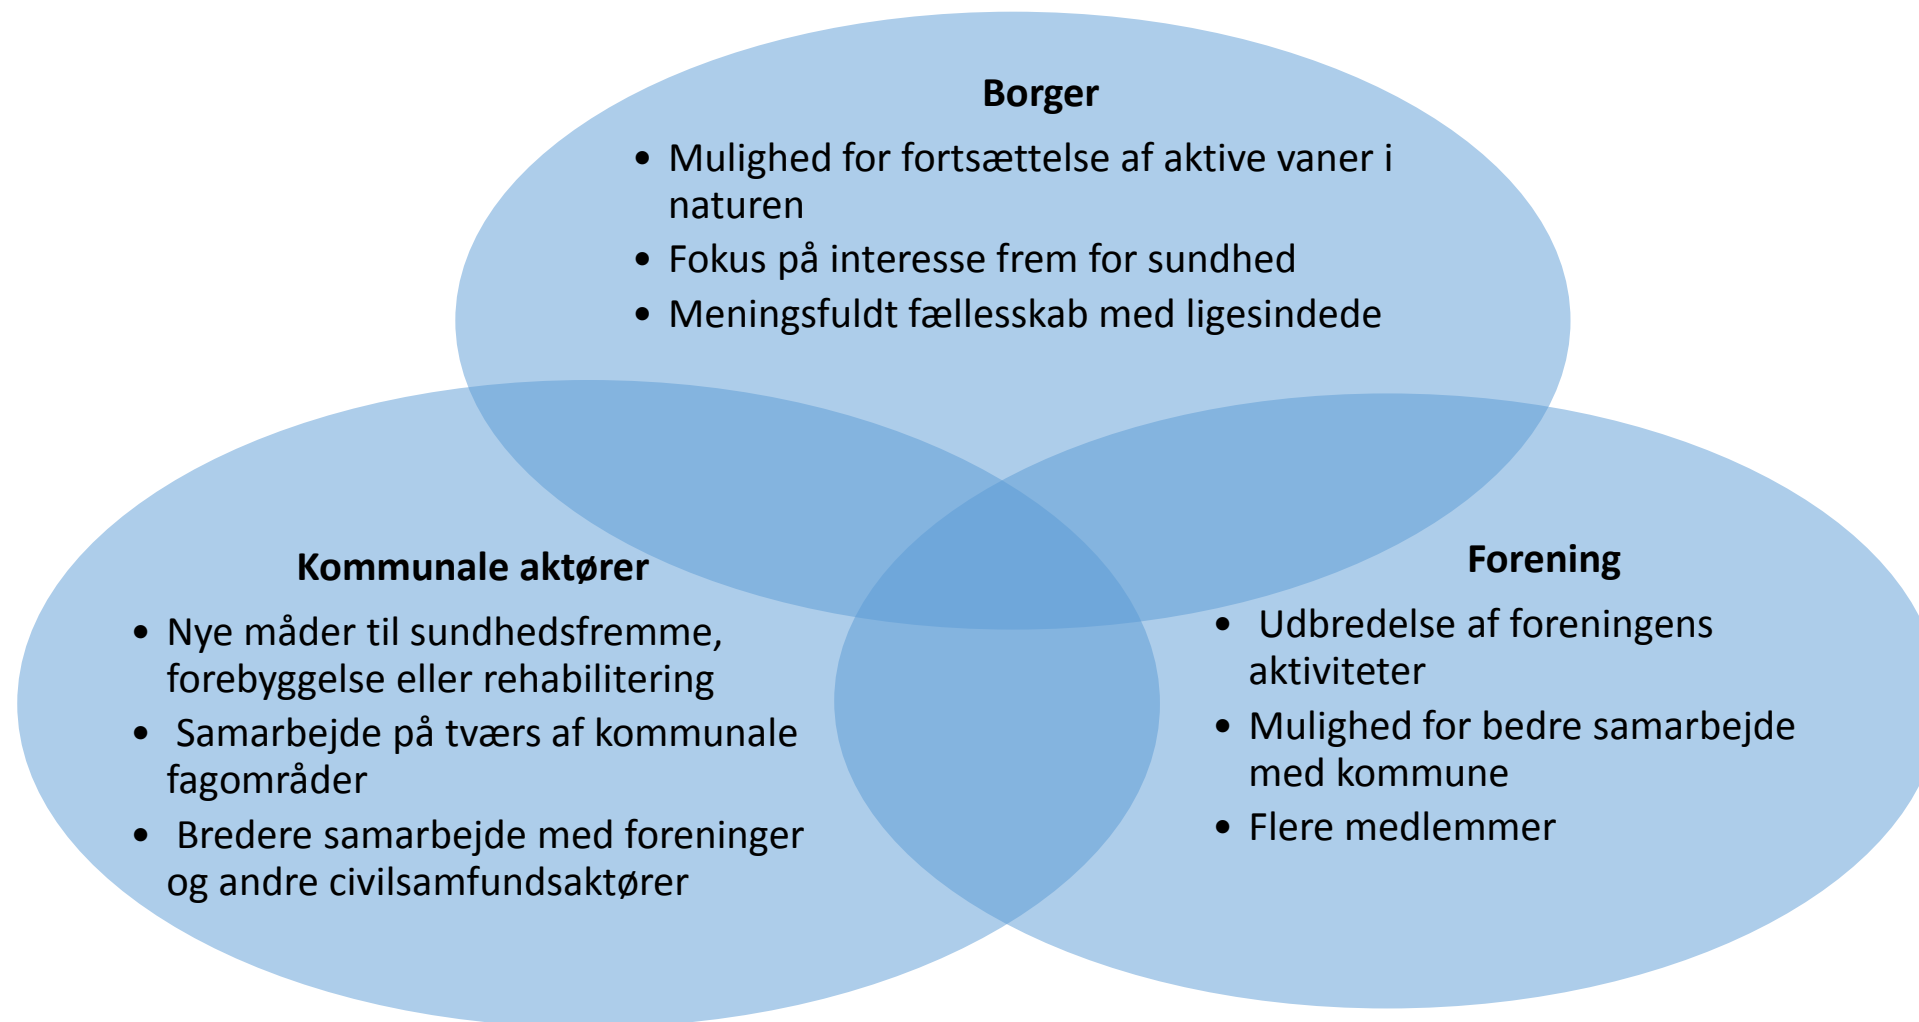 Borger
• Mulighed for fortsættelse af aktive vaner i
naturen
• Fokus på interesse frem for sundhed
• Meningsfuldt fællesskab med ligesindede
Kommunale aktører
• Nye måder til sundhedsfremme,
forebyggelse eller rehabilitering
• Samarbejde på tværs af kommunale
fagområder
• Bredere samarbejde med foreninger
og andre civilsamfundsaktører
Forening
• Udbredelse af foreningens
aktiviteter
• Mulighed for bedre samarbejde
med kommune
• Flere medlemmer